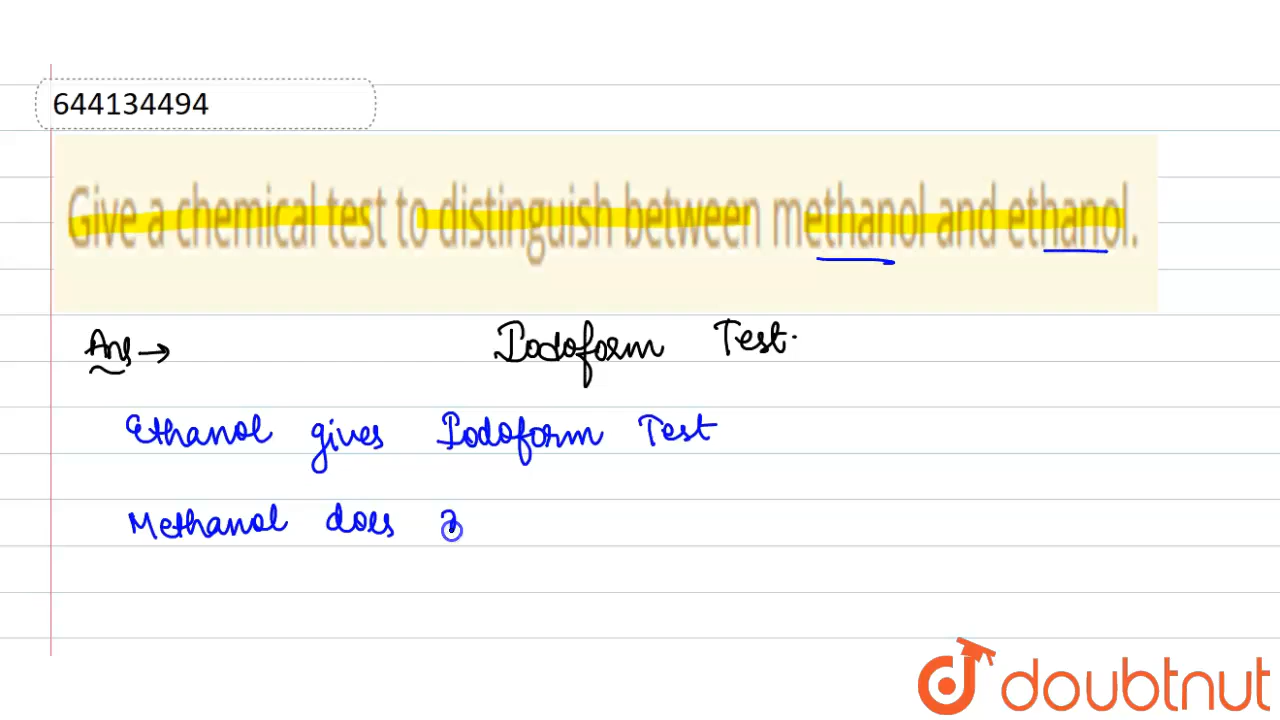 644134494
Give a chemical test to distinguish between methanol and ethanol.
Ans → Iodoform Test.
Ethanol gives Iodoform Test
Methanol does
doubtnut